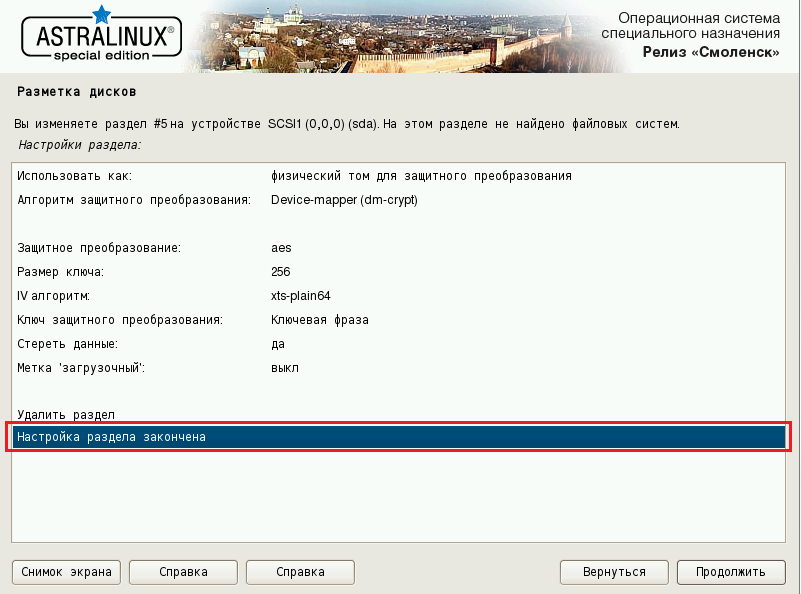 ASTRALINUX®
special edition
Операционная система
специального назначения
Релиз «Смоленск»
Разметка дисков
Вы изменяете раздел #5 на устройстве SCSI1 (0,0,0) (sda). На этом разделе не найдено файловых систем.
Настройки раздела:
Использовать как: физический том для защитного преобразования
Алгоритм защитного преобразования: Device-mapper (dm-crypt)
Защитное преобразование: aes
Размер ключа: 256
IV алгоритм: xts-plain64
Ключ защитного преобразования: Ключевая фраза
Стереть данные: да
Метка 'загрузочный': выкл
Удалить раздел
Настройка раздела закончена
Снимок экрана Справка Справка Вернуться Продолжить